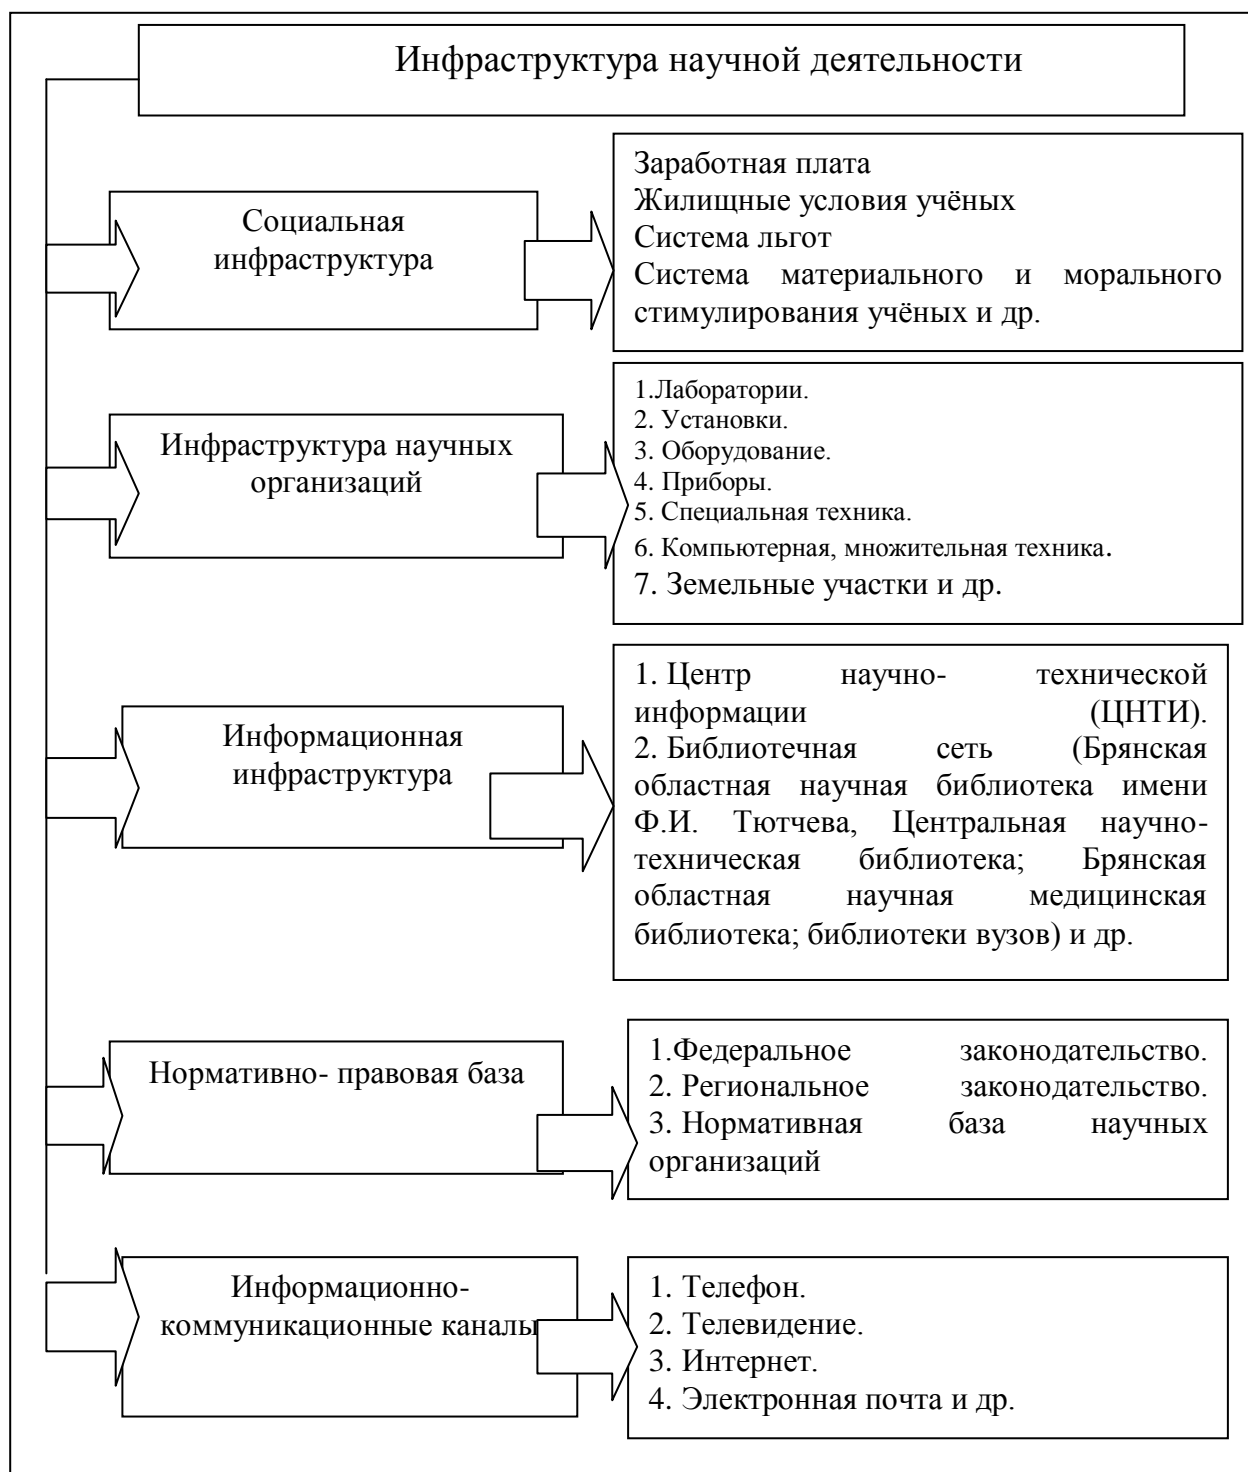 Инфраструктура научной деятельности
Социальная
инфраструктура
Заработная плата
Жилищные условия учёных
Система льгот
Система материального и морального
стимулирования учёных и др.
Инфраструктура научных
организаций
1.Лаборатории.
2. Установки.
3. Оборудование.
4. Приборы.
5. Специальная техника.
6. Компьютерная, множительная техника.
7. Земельные участки и др.
Информационная
инфраструктура
1. Центр научно- технической
информации (ЦНТИ).
2. Библиотечная сеть (Брянская
областная научная библиотека имени
Ф.И. Тютчева, Центральная научно-
техническая библиотека; Брянская
областная научная медицинская
библиотека; библиотеки вузов) и др.
Нормативно- правовая база
1.Федеральное законодательство.
2. Региональное законодательство.
3. Нормативная база научных
организаций
Информационно-
коммуникационные каналы
1. Телефон.
2. Телевидение.
3. Интернет.
4. Электронная почта и др.